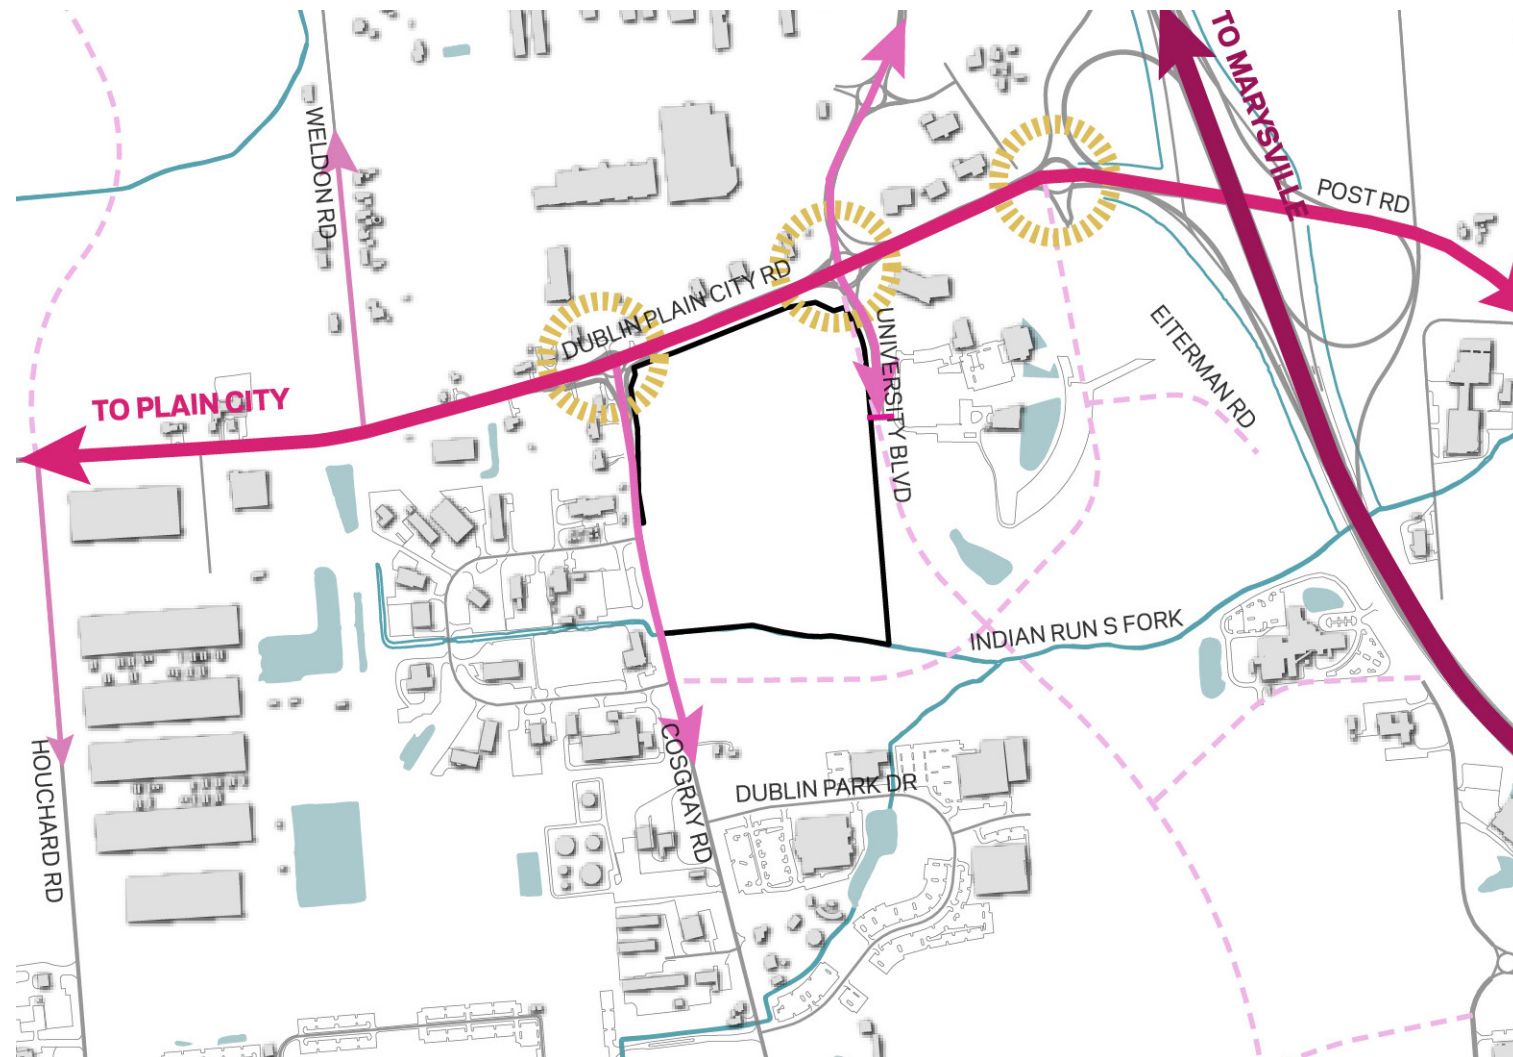 TO MARYSVILLE
WELDON RD
POST RD
DUBLIN PLAIN CITY RD
UNIVERSITY BLVD
EITERMAN RD
TO PLAIN CITY
INDIAN RUN S FORK
HOUCHARD RD
COSGRAY RD
DUBLIN PARK DR